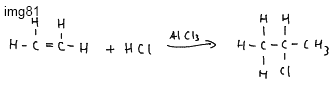 img81
H H H H
H-C=C-H + HCl AlCl3 H-C-C-CH3
H Cl